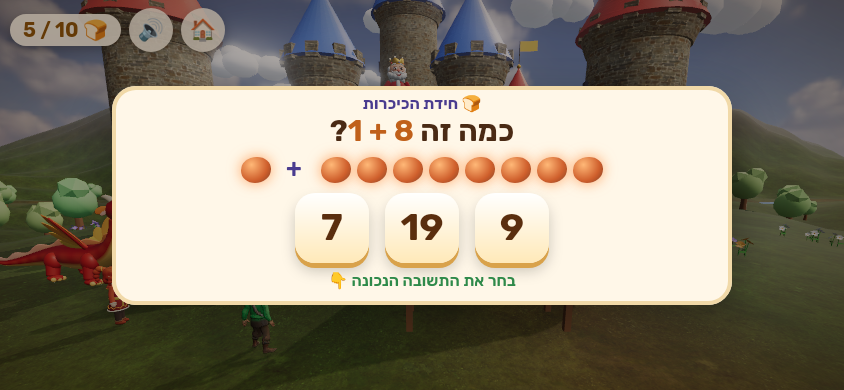 5 / 10
חידת הכיכרות
כמה זה 8 + 1?
+
7 19 9
בחר את התשובה הנכונה